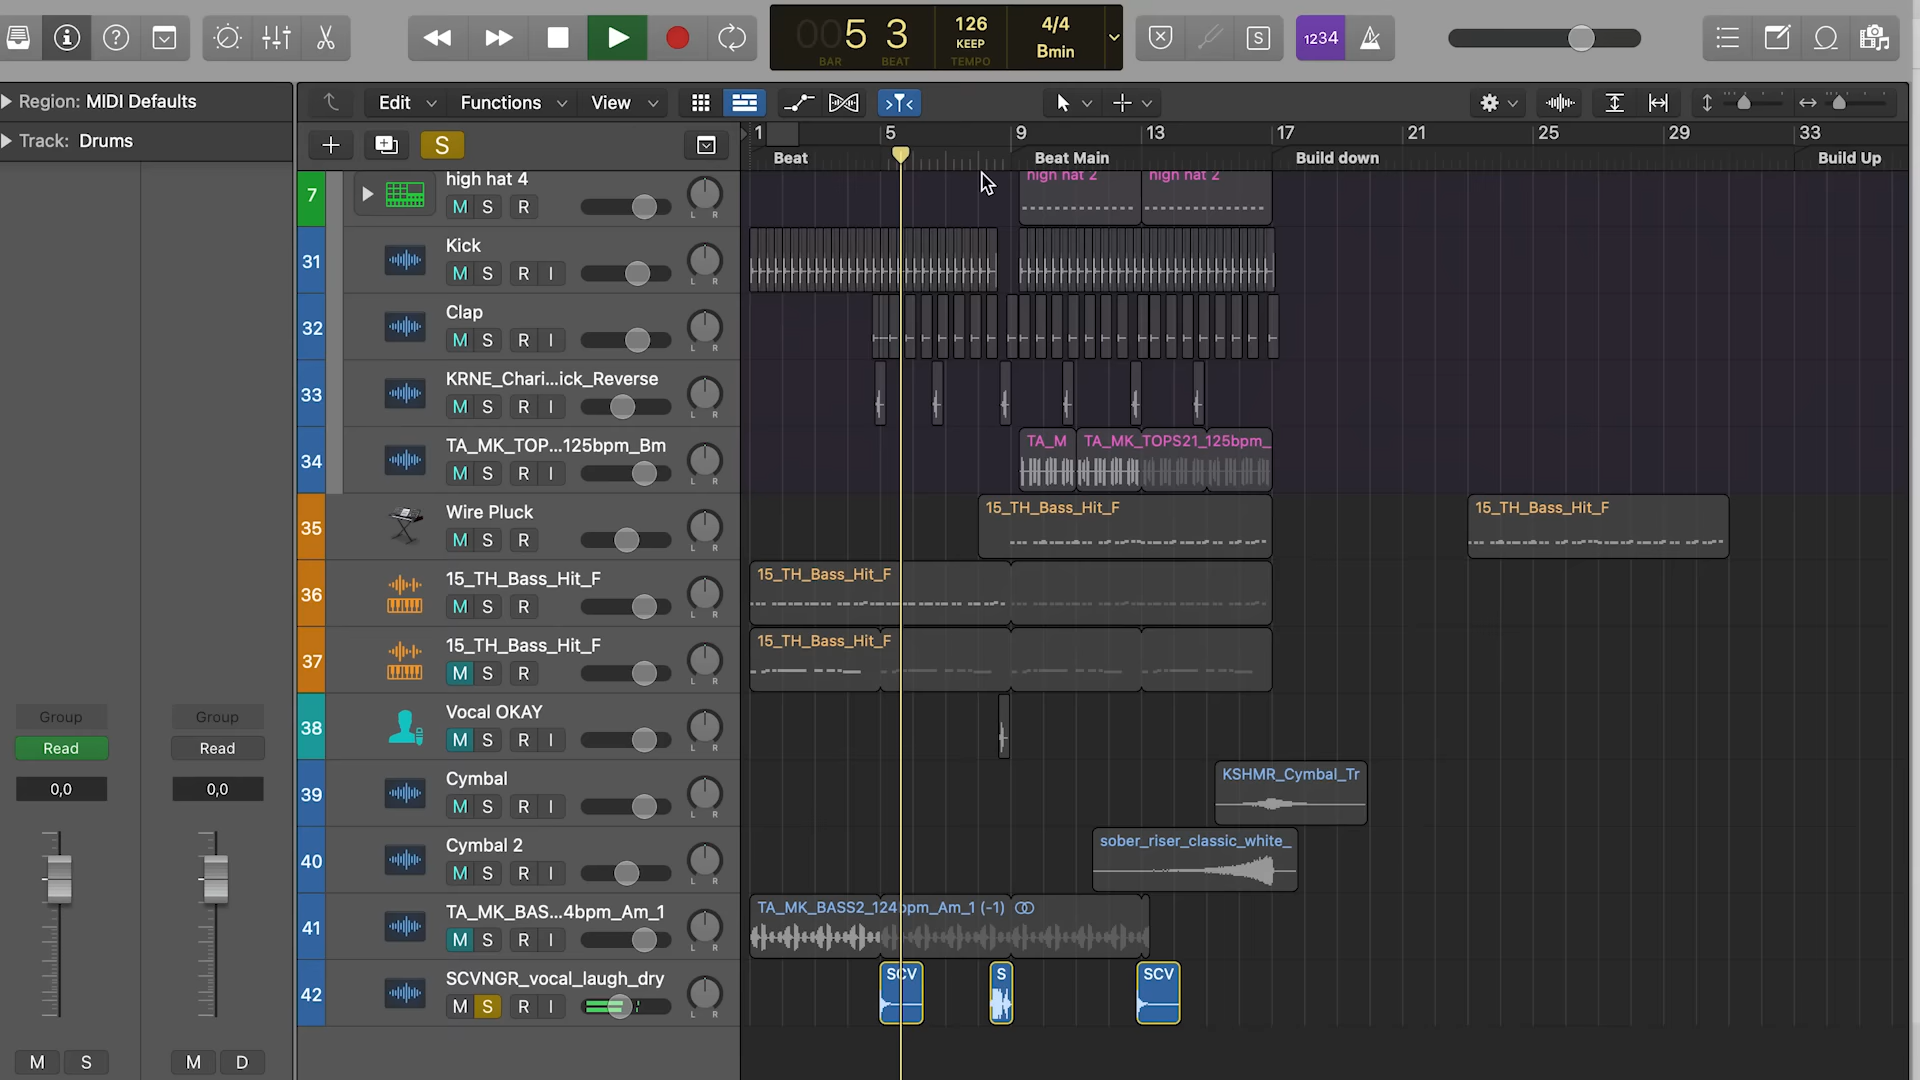 005 3
126
KEEP
4/4
Bmin
BAR
BEAT
TEMPO
S
1234
Region: MIDI Defaults
Edit
Functions
View
Track: Drums
S
1
5
9
13
17
21
25
29
33
Beat
Beat Main
Build down
Build Up
7
high hat 4
M S R
L R
high hat 2
high hat 2
31
Kick
M S R I
L R
32
Clap
M S R I
L R
33
KRNE_Chari...ick_Reverse
M S R I
L R
34
TA_MK_TOP...125bpm_Bm
M S R I
L R
TA_M
TA_MK_TOPS21_125bpm_
35
Wire Pluck
M S R
L R
15_TH_Bass_Hit_F
15_TH_Bass_Hit_F
36
15_TH_Bass_Hit_F
M S R
L R
15_TH_Bass_Hit_F
37
15_TH_Bass_Hit_F
M S R
L R
15_TH_Bass_Hit_F
38
Vocal OKAY
M S R I
L R
39
Cymbal
M S R I
L R
KSHMR_Cymbal_Tr
40
Cymbal 2
M S R I
L R
sober_riser_classic_white_
41
TA_MK_BAS...4bpm_Am_1
M S R I
L R
TA_MK_BASS2_124bpm_Am_1 (-1)
42
SCVNGR_vocal_laugh_dry
M S R I
L R
SCV
S
SCV
Group
Group
Read
Read
0,0
0,0
M S
M D